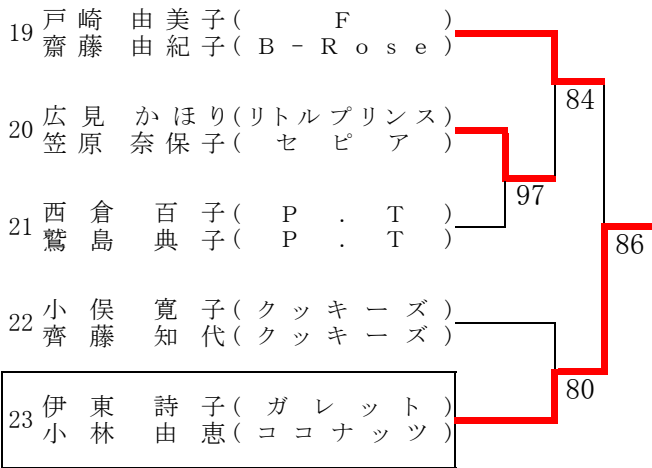 19 戸崎 由美子(F)
齋藤 由紀子(B-Rose)
84
20 広見 かほり(リトルプリンス)
笠原 奈保子(セピア)
97
21 西倉 百子(P.T)
鷲島 典子(P.T)
86
22 小俣 寛子(クッキーズ)
齊藤 知代(クッキーズ)
80
23 伊東 詩子(ガレット)
小林 由恵(ココナッツ)